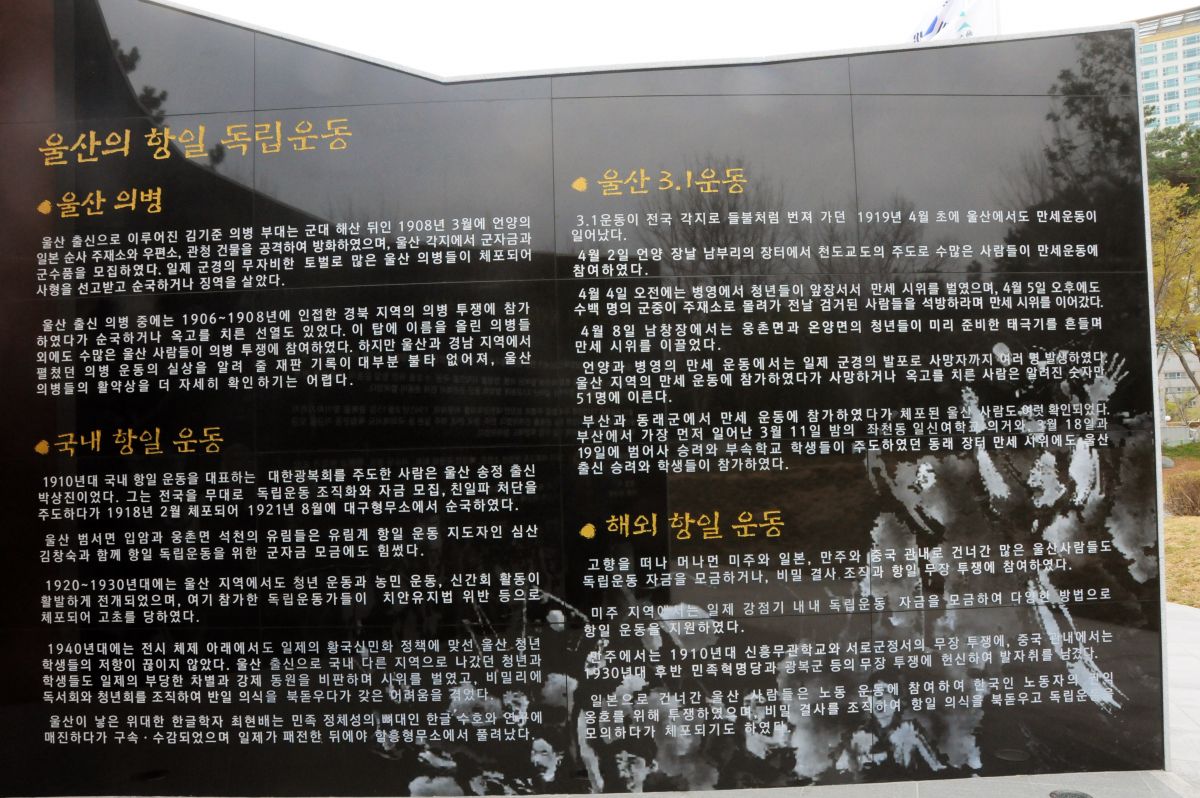 울산의 항일 독립운동
울산 의병
울산 출신으로 이루어진 김기준 의병 부대는 군대 해산 뒤인 1908년 3월에 언양의
일본 순사 주재소와 우편소, 관청 건물을 공격하여 방화하였으며, 울산 각지에서 군자금과
군수품을 모집하였다. 일제 군경의 무자비한 토벌로 많은 울산 의병들이 체포되어
사형을 선고받고 순국하거나 징역을 살았다.
울산 출신 의병 중에는 1906~1908년에 인접한 경북 지역의 의병 투쟁에 참가
하였다가 순국하거나 옥고를 치른 선열도 있었다. 이 탑에 이름을 올린 의병들
외에도 수많은 울산 사람들이 의병 투쟁에 참여하였다. 하지만 울산과 경남 지역에서
펼쳤던 의병 운동의 실상을 알려 줄 재판 기록이 대부분 불타 없어져, 울산
의병들의 활약상을 더 자세히 확인하기는 어렵다.
국내 항일 운동
1910년대 국내 항일 운동을 대표하는 대한광복회를 주도한 사람은 울산 송정 출신
박상진이었다. 그는 전국을 무대로 독립운동 조직화와 자금 모집, 친일파 처단을
주도하다가 1918년 2월 체포되어 1921년 8월에 대구형무소에서 순국하였다.
울산 범서면 입암과 웅촌면 석천의 유림들은 유림계 항일 운동 지도자인 심산
김창숙과 함께 항일 독립운동을 위한 군자금 모금에도 힘썼다.
1920~1930년대에는 울산 지역에서도 청년 운동과 농민 운동, 신간회 활동이
활발하게 전개되었으며, 여기 참가한 독립운동가들이 치안유지법 위반 등으로
체포되어 고초를 당하였다.
1940년대에는 전시 체제 아래에서도 일제의 황국신민화 정책에 맞선 울산 청년
학생들의 저항이 끊이지 않았다. 울산 출신으로 국내 다른 지역으로 나갔던 청년과
학생들도 일제의 부당한 차별과 강제 동원을 비판하며 시위를 벌였고, 비밀리에
독서회와 청년회를 조직하여 반일 의식을 북돋우다가 갖은 어려움을 겪었다.
울산이 낳은 위대한 한글학자 최현배는 민족 정체성의 뼈대인 한글 수호와 연구에
매진하다가 구속·수감되었으며 일제가 패전한 뒤에야 함흥형무소에서 풀려났다.
울산 3.1운동
3.1운동이 전국 각지로 들불처럼 번져 가던 1919년 4월 초에 울산에서도 만세운동이
일어났다.
4월 2일 언양 장날 남부리의 장터에서 천도교도의 주도로 수많은 사람들이 만세운동에
참여하였다.
4월 4일 오전에는 병영에서 청년들이 앞장서서 만세 시위를 벌였으며, 4월 5일 오후에도
수백 명의 군중이 주재소로 몰려가 전날 검거된 사람들을 석방하라며 만세 시위를 이어갔다.
4월 8일 남창장에서는 웅촌면과 온양면의 청년들이 미리 준비한 태극기를 흔들며
만세 시위를 이끌었다.
언양과 병영의 만세 운동에서는 일제 군경의 발포로 사망자까지 여러 명 발생하였다.
울산 지역의 만세 운동에 참가하였다가 사망하거나 옥고를 치른 사람은 알려진 숫자만
51명에 이른다.
부산과 동래군에서 만세 운동에 참가하였다가 체포된 울산 사람도 여럿 확인되었다.
부산에서 가장 먼저 일어난 3월 11일 밤의 좌천동 일신여학교 의거와, 3월 18일과
19일에 범어사 승려와 부속학교 학생들이 주도하였던 동래 장터 만세 시위에도 울산
출신 승려와 학생들이 참가하였다.
해외 항일 운동
고향을 떠나 머나먼 미주와 일본, 만주와 중국 관내로 건너간 많은 울산사람들도
독립운동 자금을 모금하거나, 비밀 결사 조직과 항일 무장 투쟁에 참여하였다.
미주 지역에서는 일제 강점기 내내 독립운동 자금을 모금하여 다양한 방법으로
항일 운동을 지원하였다.
만주에서는 1910년대 신흥무관학교와 서로군정서의 무장 투쟁에, 중국 관내에서는
1930년대 후반 민족혁명당과 광복군 등의 무장 투쟁에 헌신하여 발자취를 남겼다.
일본으로 건너간 울산 사람들은 노동 운동에 참여하여 한국인 노동자의 권익
옹호를 위해 투쟁하였으며, 비밀 결사를 조직하여 항일 의식을 북돋우고 독립운동을
모의하다가 체포되기도 하였다.